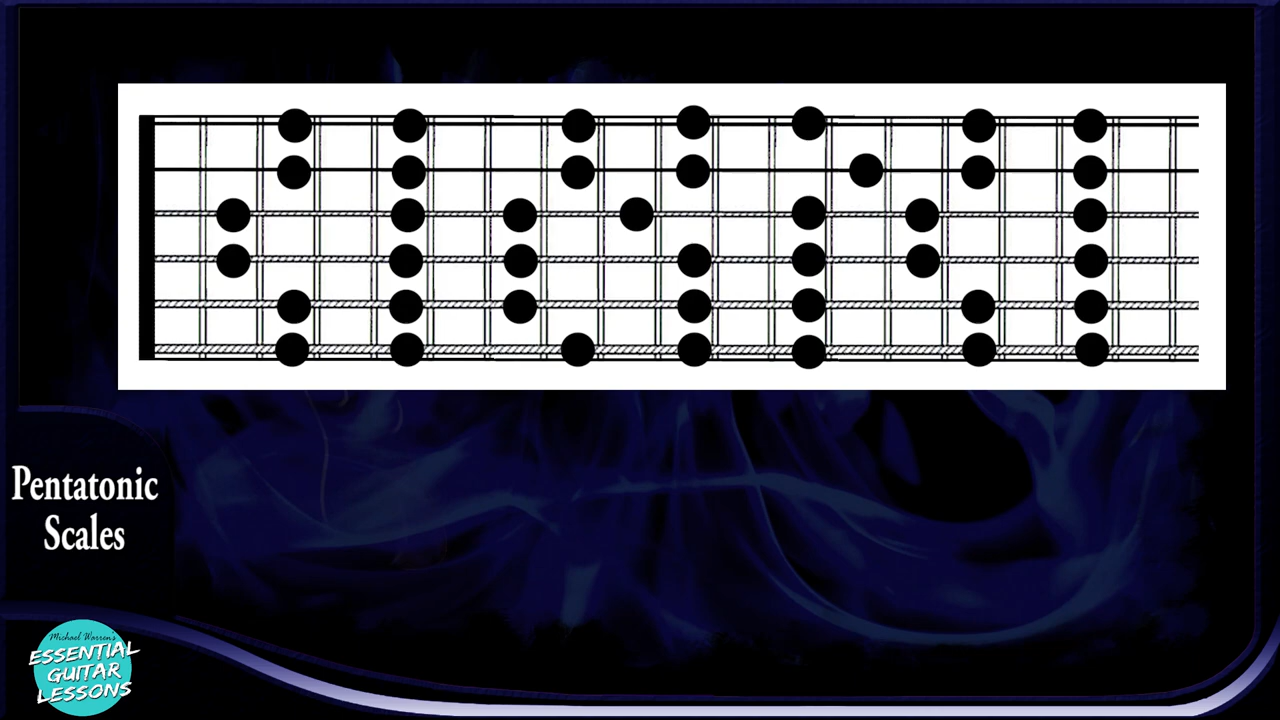 Pentatonic
Scales
Michael Warren's
ESSENTIAL
GUITAR
LESSONS